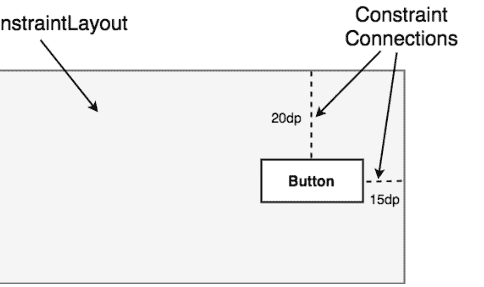 nstraintLayout
Constraint
Connections
20dp
Button
15dp